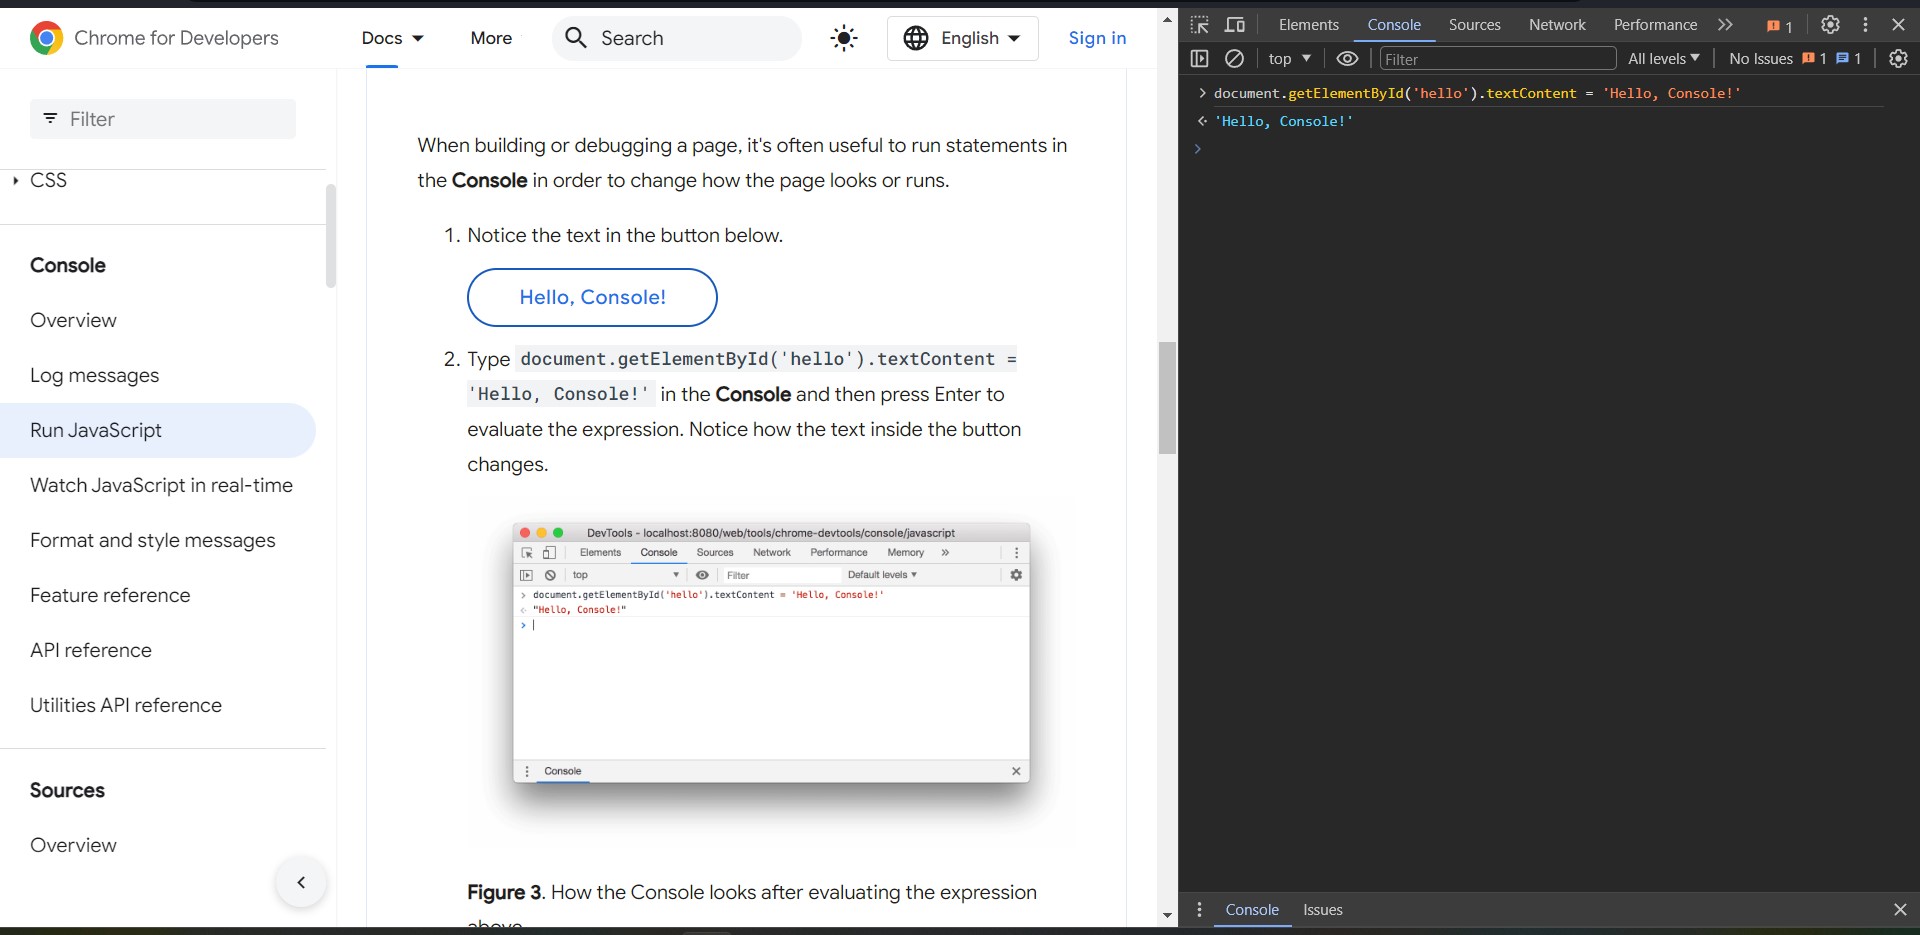 Chrome for Developers
Docs
More
Search
English
Sign in
Filter
CSS
Console
Overview
Log messages
Run JavaScript
Watch JavaScript in real-time
Format and style messages
Feature reference
API reference
Utilities API reference
Sources
Overview
When building or debugging a page, it's often useful to run statements in
the Console in order to change how the page looks or runs.
1. Notice the text in the button below.
Hello, Console!
2. Type document.getElementById('hello').textContent =
'Hello, Console!' in the Console and then press Enter to
evaluate the expression. Notice how the text inside the button
changes.
DevTools - localhost:8080/web/tools/chrome-devtools/console/javascript
Elements Console Sources Network Performance Memory »
top Filter Default levels ▼
> document.getElementById('hello').textContent = 'Hello, Console!'
< "Hello, Console!"
>
Console
Figure 3. How the Console looks after evaluating the expression
above.
Elements Console Sources Network Performance » 1
top Filter All levels ▼ No Issues 1 1
> document.getElementById('hello').textContent = 'Hello, Console!'
< 'Hello, Console!'
>
Console Issues